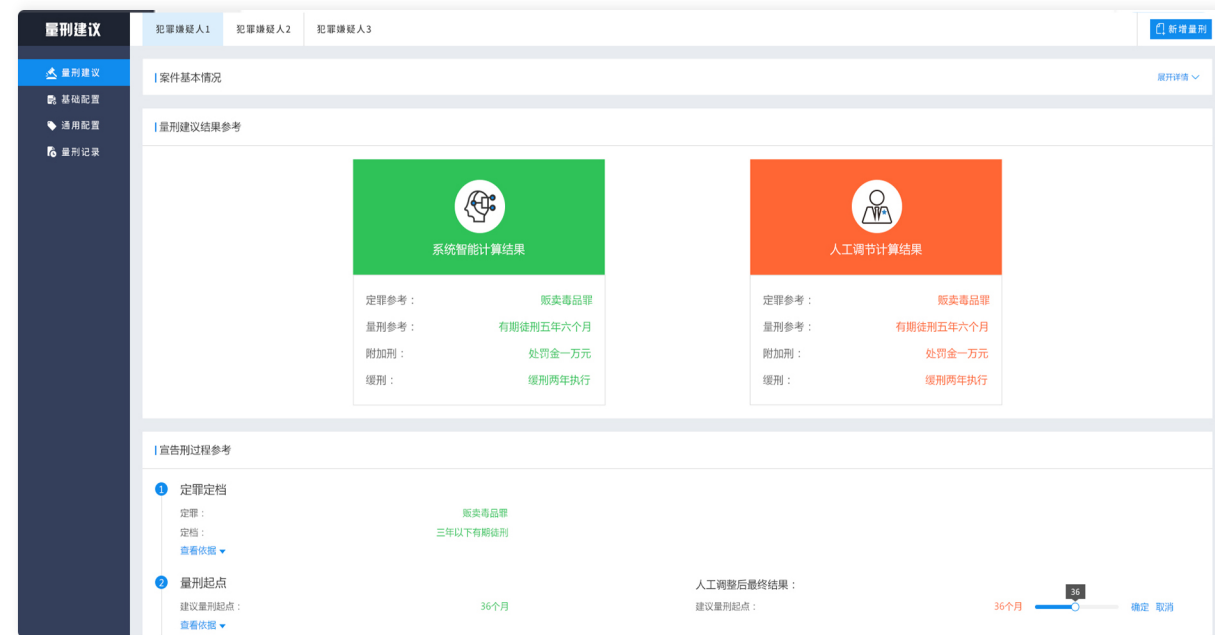 量刑建议
犯罪嫌疑人1 犯罪嫌疑人2 犯罪嫌疑人3
新增量刑
量刑建议
基础配置
通用配置
量刑记录
案件基本情况
展开详情
量刑建议结果参考
系统智能计算结果
定罪参考： 贩卖毒品罪
量刑参考： 有期徒刑五年六个月
附加刑： 处罚金一万元
缓刑： 缓刑两年执行
人工调节计算结果
定罪参考： 贩卖毒品罪
量刑参考： 有期徒刑五年六个月
附加刑： 处罚金一万元
缓刑： 缓刑两年执行
宣告刑过程参考
1 定罪定档
定罪： 贩卖毒品罪
定档： 三年以下有期徒刑
查看依据
2 量刑起点
建议量刑起点： 36个月
查看依据
人工调整后最终结果：
36
建议量刑起点： 36个月 确定 取消